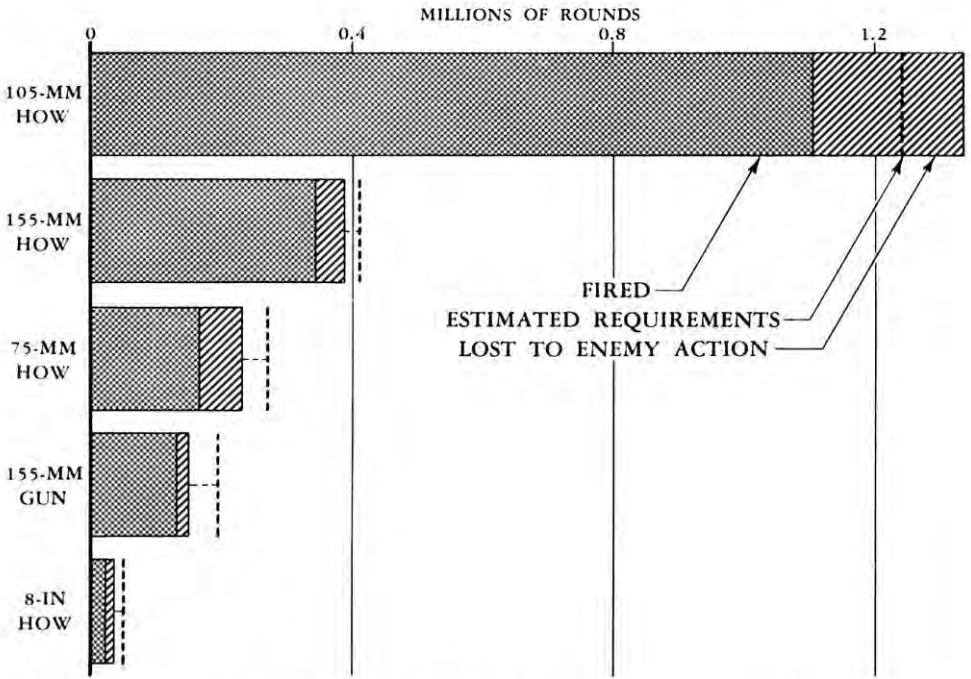 MILLIONS OF ROUNDS
0 0.4 0.8 1.2
105-MM
HOW
155-MM
HOW
FIRED
ESTIMATED REQUIREMENTS
LOST TO ENEMY ACTION
75-MM
HOW
155-MM
GUN
8-IN
HOW